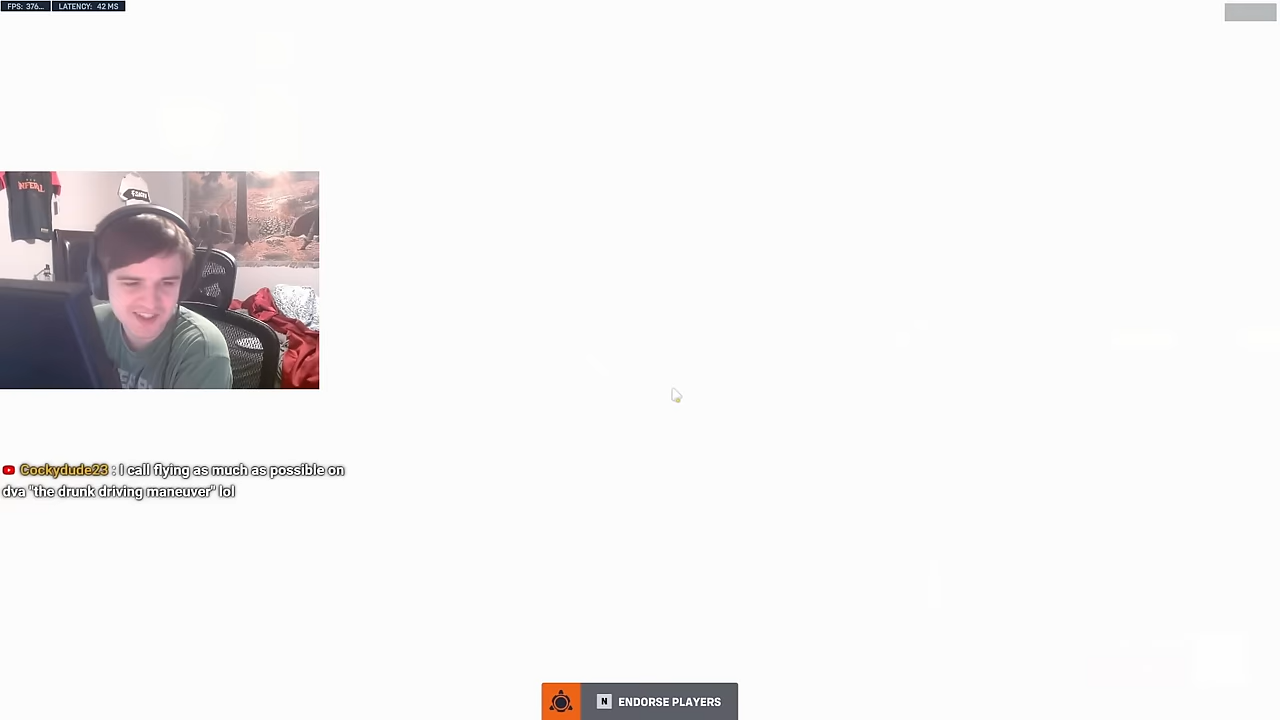 FPS: 376... LATENCY: 42 MS
INFERNAL
Cockydude23 : I call flying as much as possible on
dva "the drunk driving maneuver" lol
N ENDORSE PLAYERS